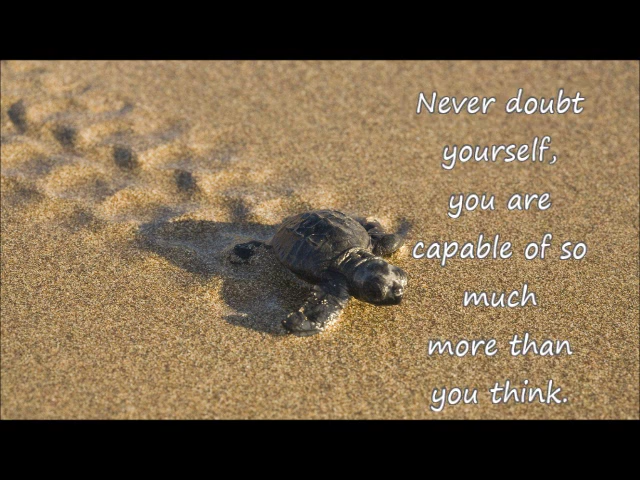 Never doubt
yourself,
you are
capable of so
much
more than
you think.